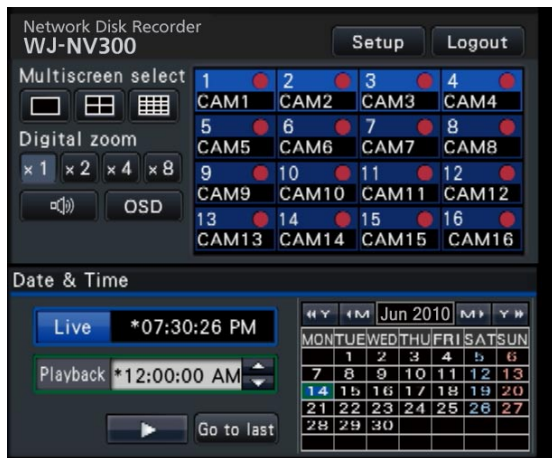 Network Disk Recorder
WJ-NV300
Setup Logout
Multiscreen select
Digital zoom
×1 ×2 ×4 ×8
OSD
1 2 3 4
CAM1 CAM2 CAM3 CAM4
5 6 7 8
CAM5 CAM6 CAM7 CAM8
9 10 11 12
CAM9 CAM10 CAM11 CAM12
13 14 15 16
CAM13 CAM14 CAM15 CAM16
Date & Time
Live *07:30:26 PM
Playback *12:00:00 AM
Go to last
Y M Jun 2010 M Y
MON TUE WED THU FRI SAT SUN
1 2 3 4 5 6
7 8 9 10 11 12 13
14 15 16 17 18 19 20
21 22 23 24 25 26 27
28 29 30